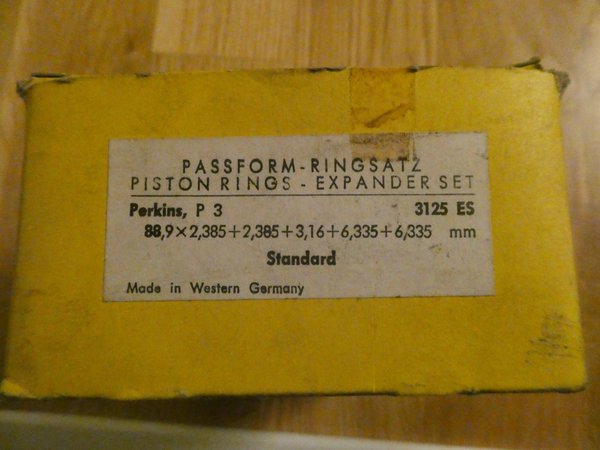 PASSFORM-RINGSATZ
PISTON RINGS - EXPANDER SET
Perkins, P 3 3125 ES
88,9×2,385+2,385+3,16+6,335+6,335 mm
Standard
Made in Western Germany